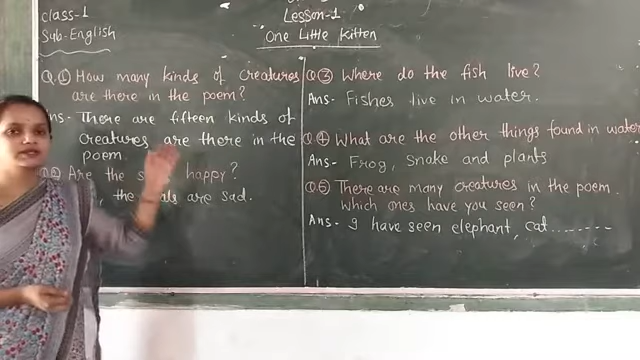 class-1
Sub-English
Lesson-1
One Little Kitten
Q.① How many kinds of creatures
are there in the poem?
Ans- There are fifteen kinds of
creatures are there in the
poem.
Q.② Are the happy?
, the are sad.
Q.③ Where do the fish live?
Ans- Fishes live in water.
Q.④ What are the other things found in water
Ans- Frog, Snake and plants
Q.⑤ There are many creatures in the poem.
Which ones have you seen?
Ans- I have seen elephant, cat........